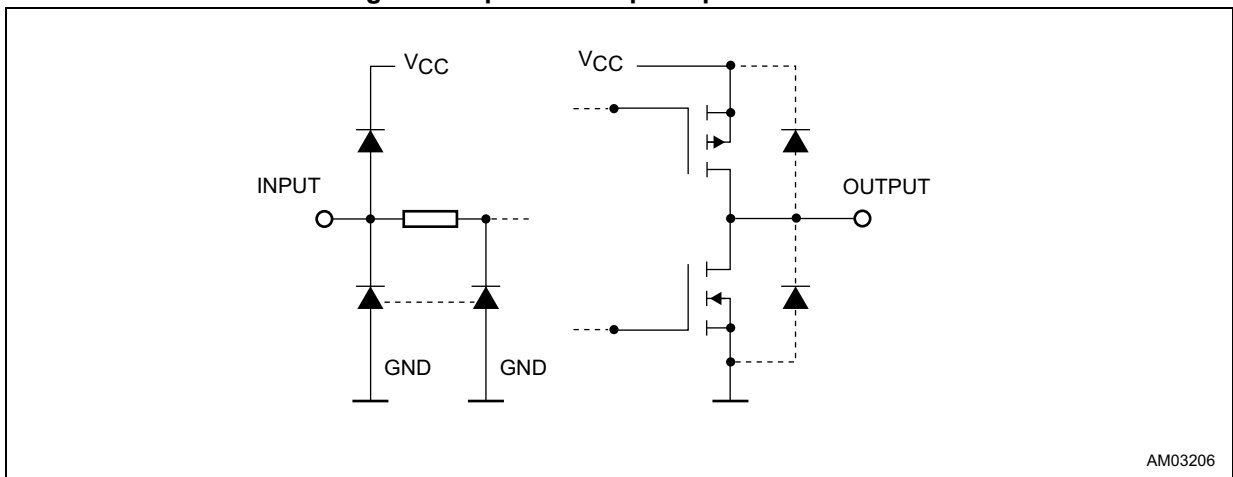 VCC
VCC
INPUT
OUTPUT
GND
GND
AM03206